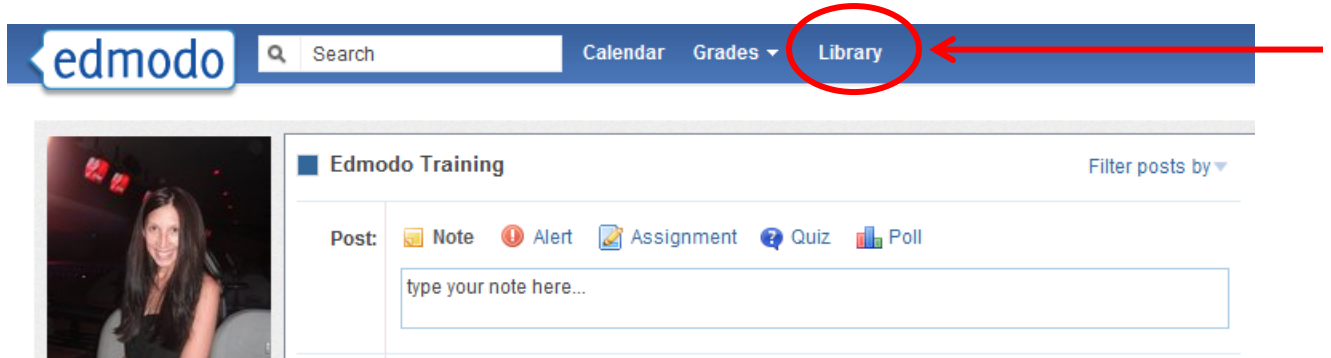 edmodo Search Calendar Grades Library
Edmodo Training Filter posts by
Post: Note Alert Assignment Quiz Poll
type your note here...